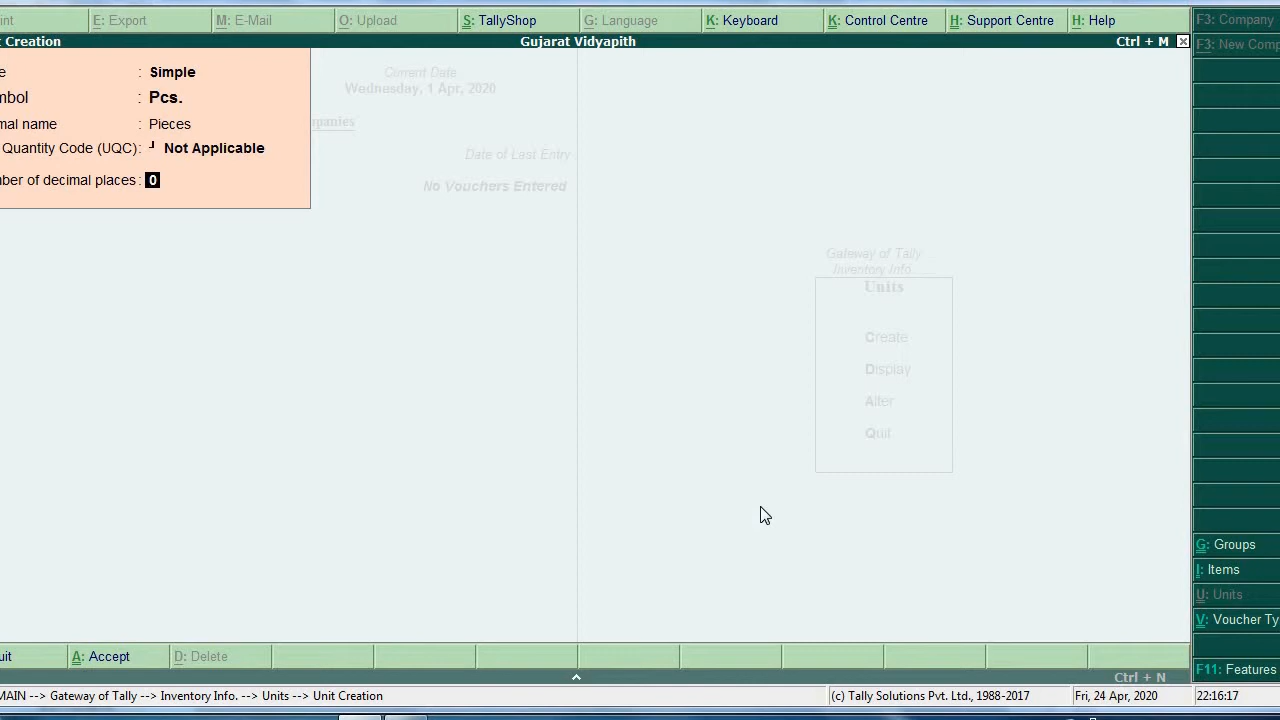 int
E: Export
M: E-Mail
O: Upload
S: TallyShop
G: Language
K: Keyboard
K: Control Centre
H: Support Centre
H: Help
F3: Company
t Creation
Gujarat Vidyapith
Ctrl + M
F3: New Comp
e : Simple
mbol : Pcs.
mal name : Pieces
Quantity Code (UQC): ┘ Not Applicable
ber of decimal places : 0
Current Date
Wednesday, 1 Apr, 2020
mpanies
Date of Last Entry
No Vouchers Entered
Gateway of Tally
Inventory Info.
Units
Create
Display
Alter
Quit
G: Groups
I: Items
U: Units
V: Voucher Ty
F11: Features
uit
A: Accept
D: Delete
Ctrl + N
MAIN --> Gateway of Tally --> Inventory Info. --> Units --> Unit Creation
(c) Tally Solutions Pvt. Ltd., 1988-2017
Fri, 24 Apr, 2020
22:16:17